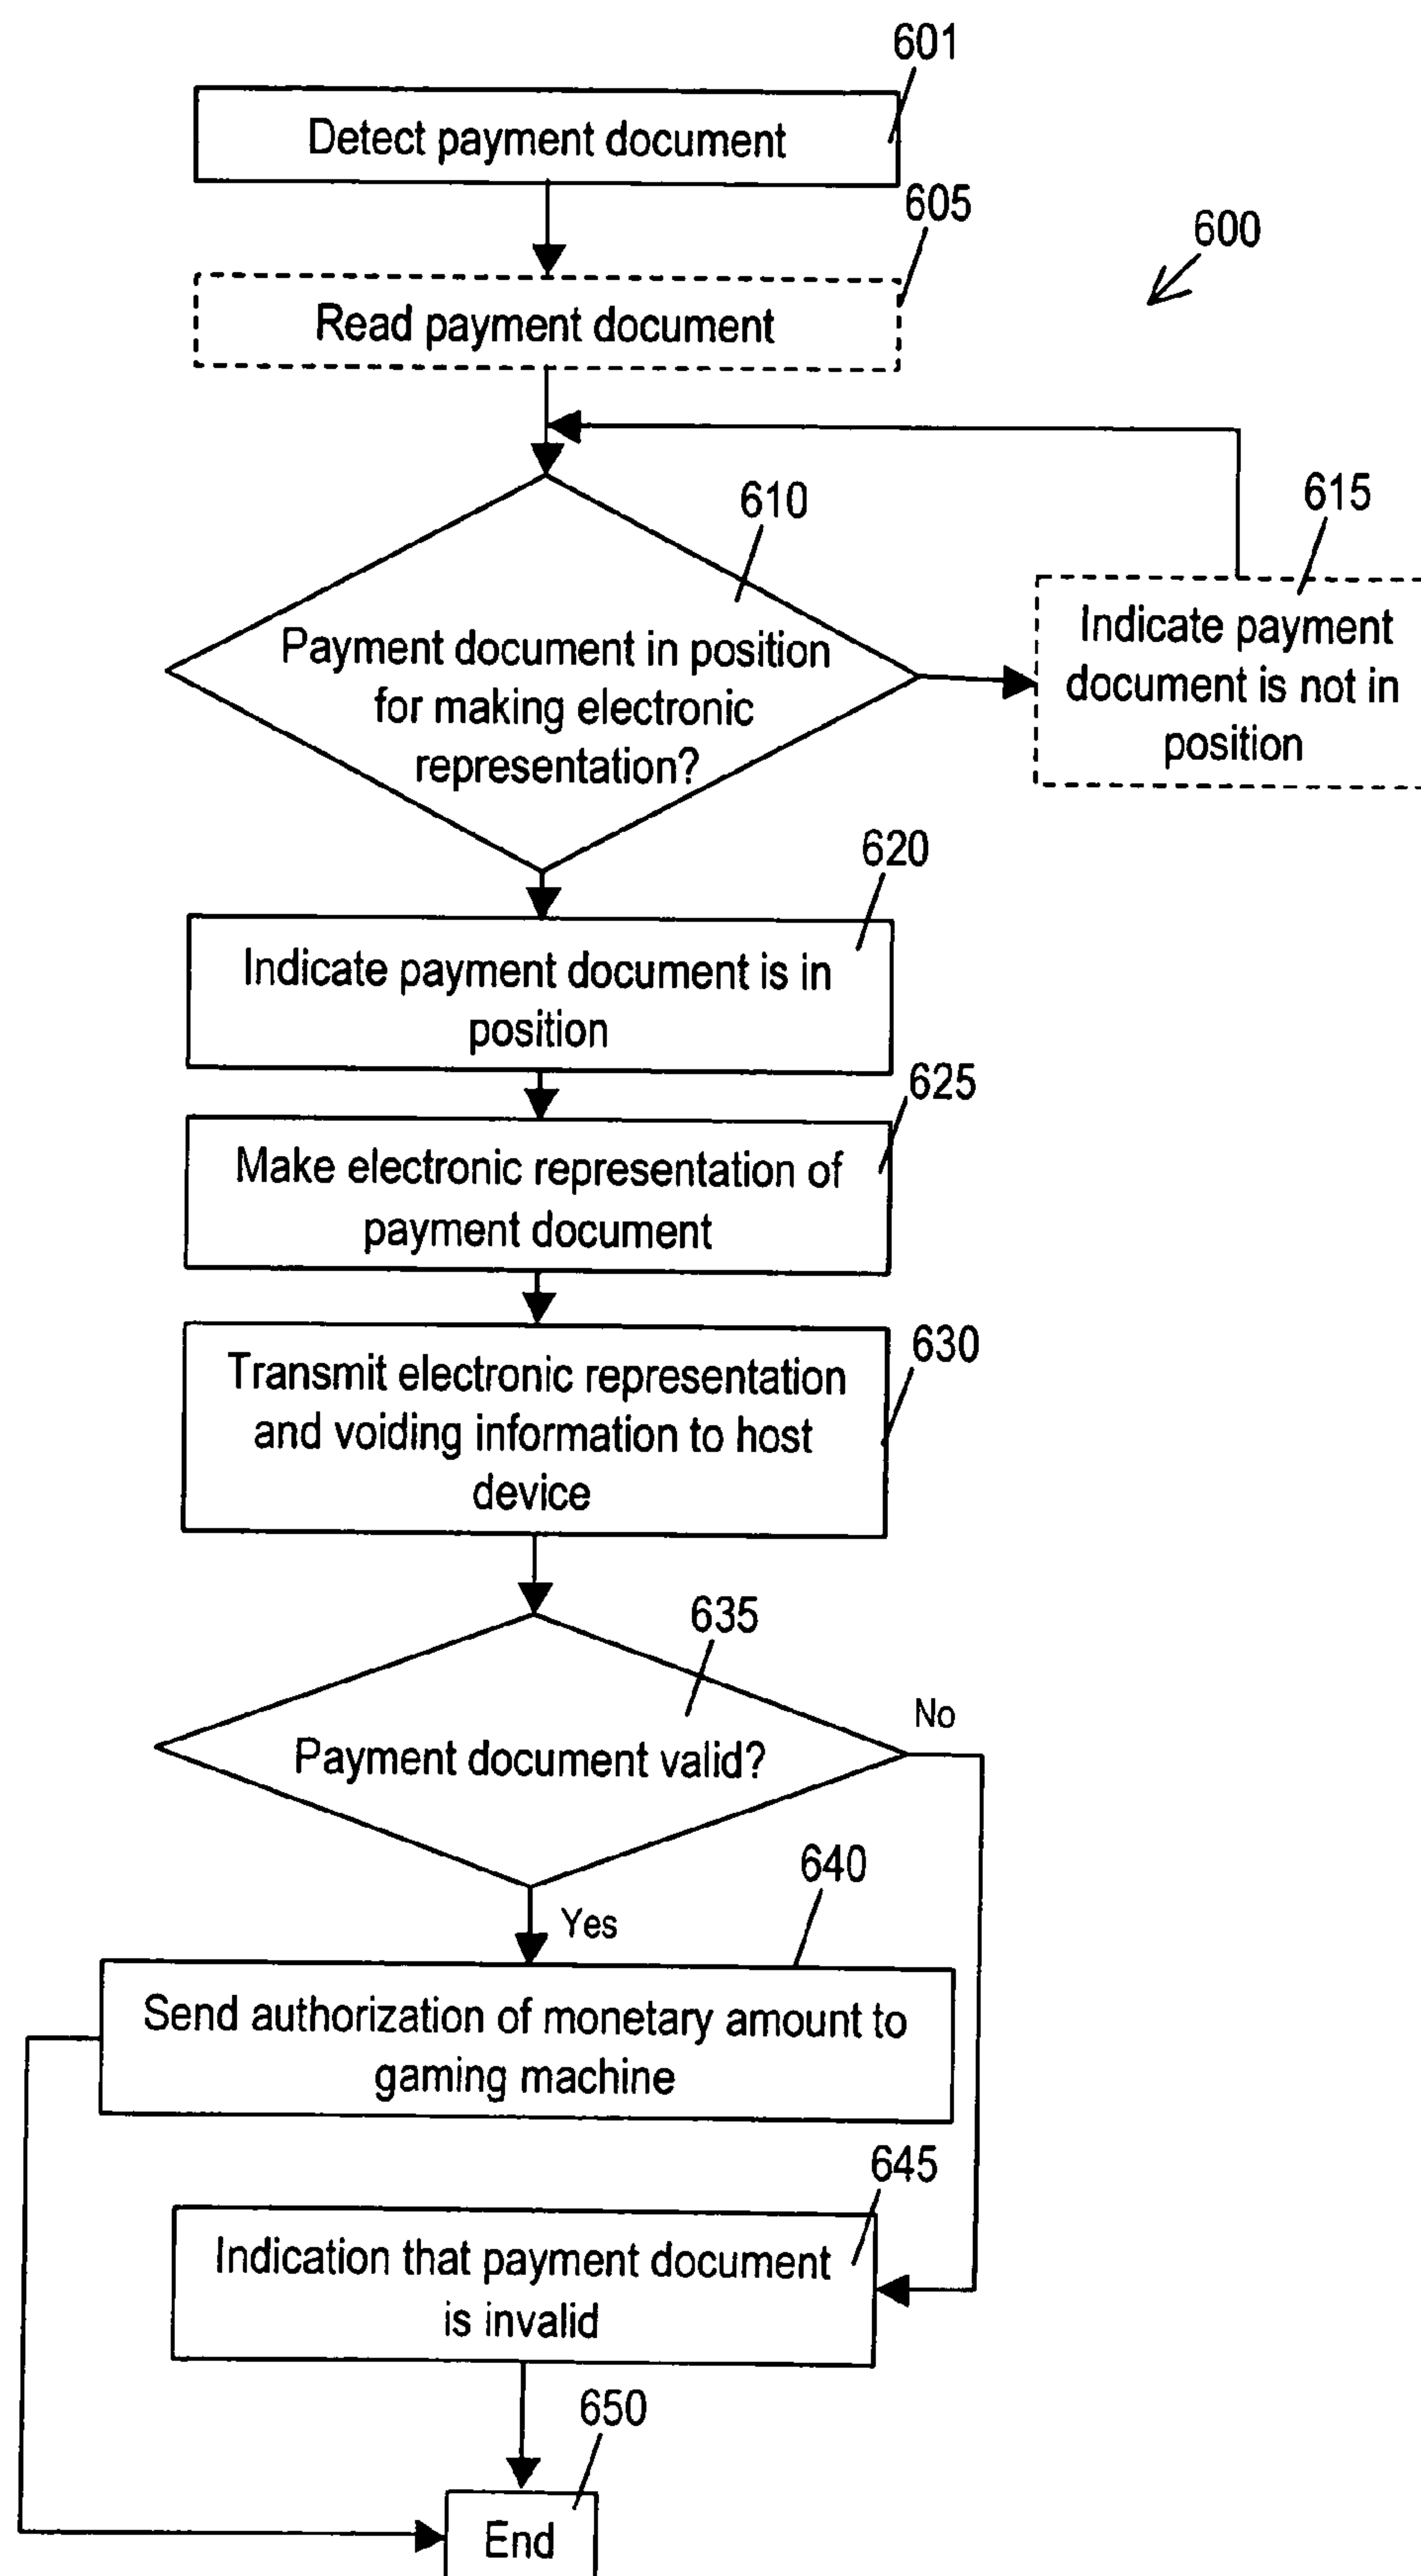 601
Detect payment document
605
Read payment document
600
610
Payment document in position
for making electronic
representation?
615
Indicate payment
document is not in
position
620
Indicate payment document is in
position
625
Make electronic representation of
payment document
630
Transmit electronic representation
and voiding information to host
device
635
Payment document valid?
No
Yes
640
Send authorization of monetary amount to
gaming machine
645
Indication that payment document
is invalid
650
End